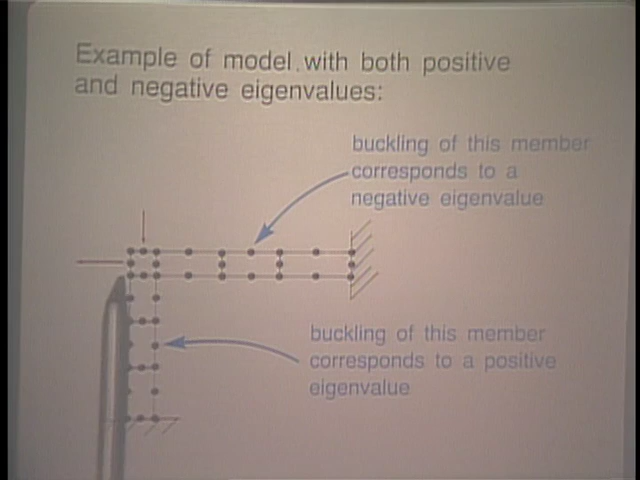 Example of model with both positive
and negative eigenvalues:
buckling of this member
corresponds to a
negative eigenvalue
buckling of this member
corresponds to a positive
eigenvalue